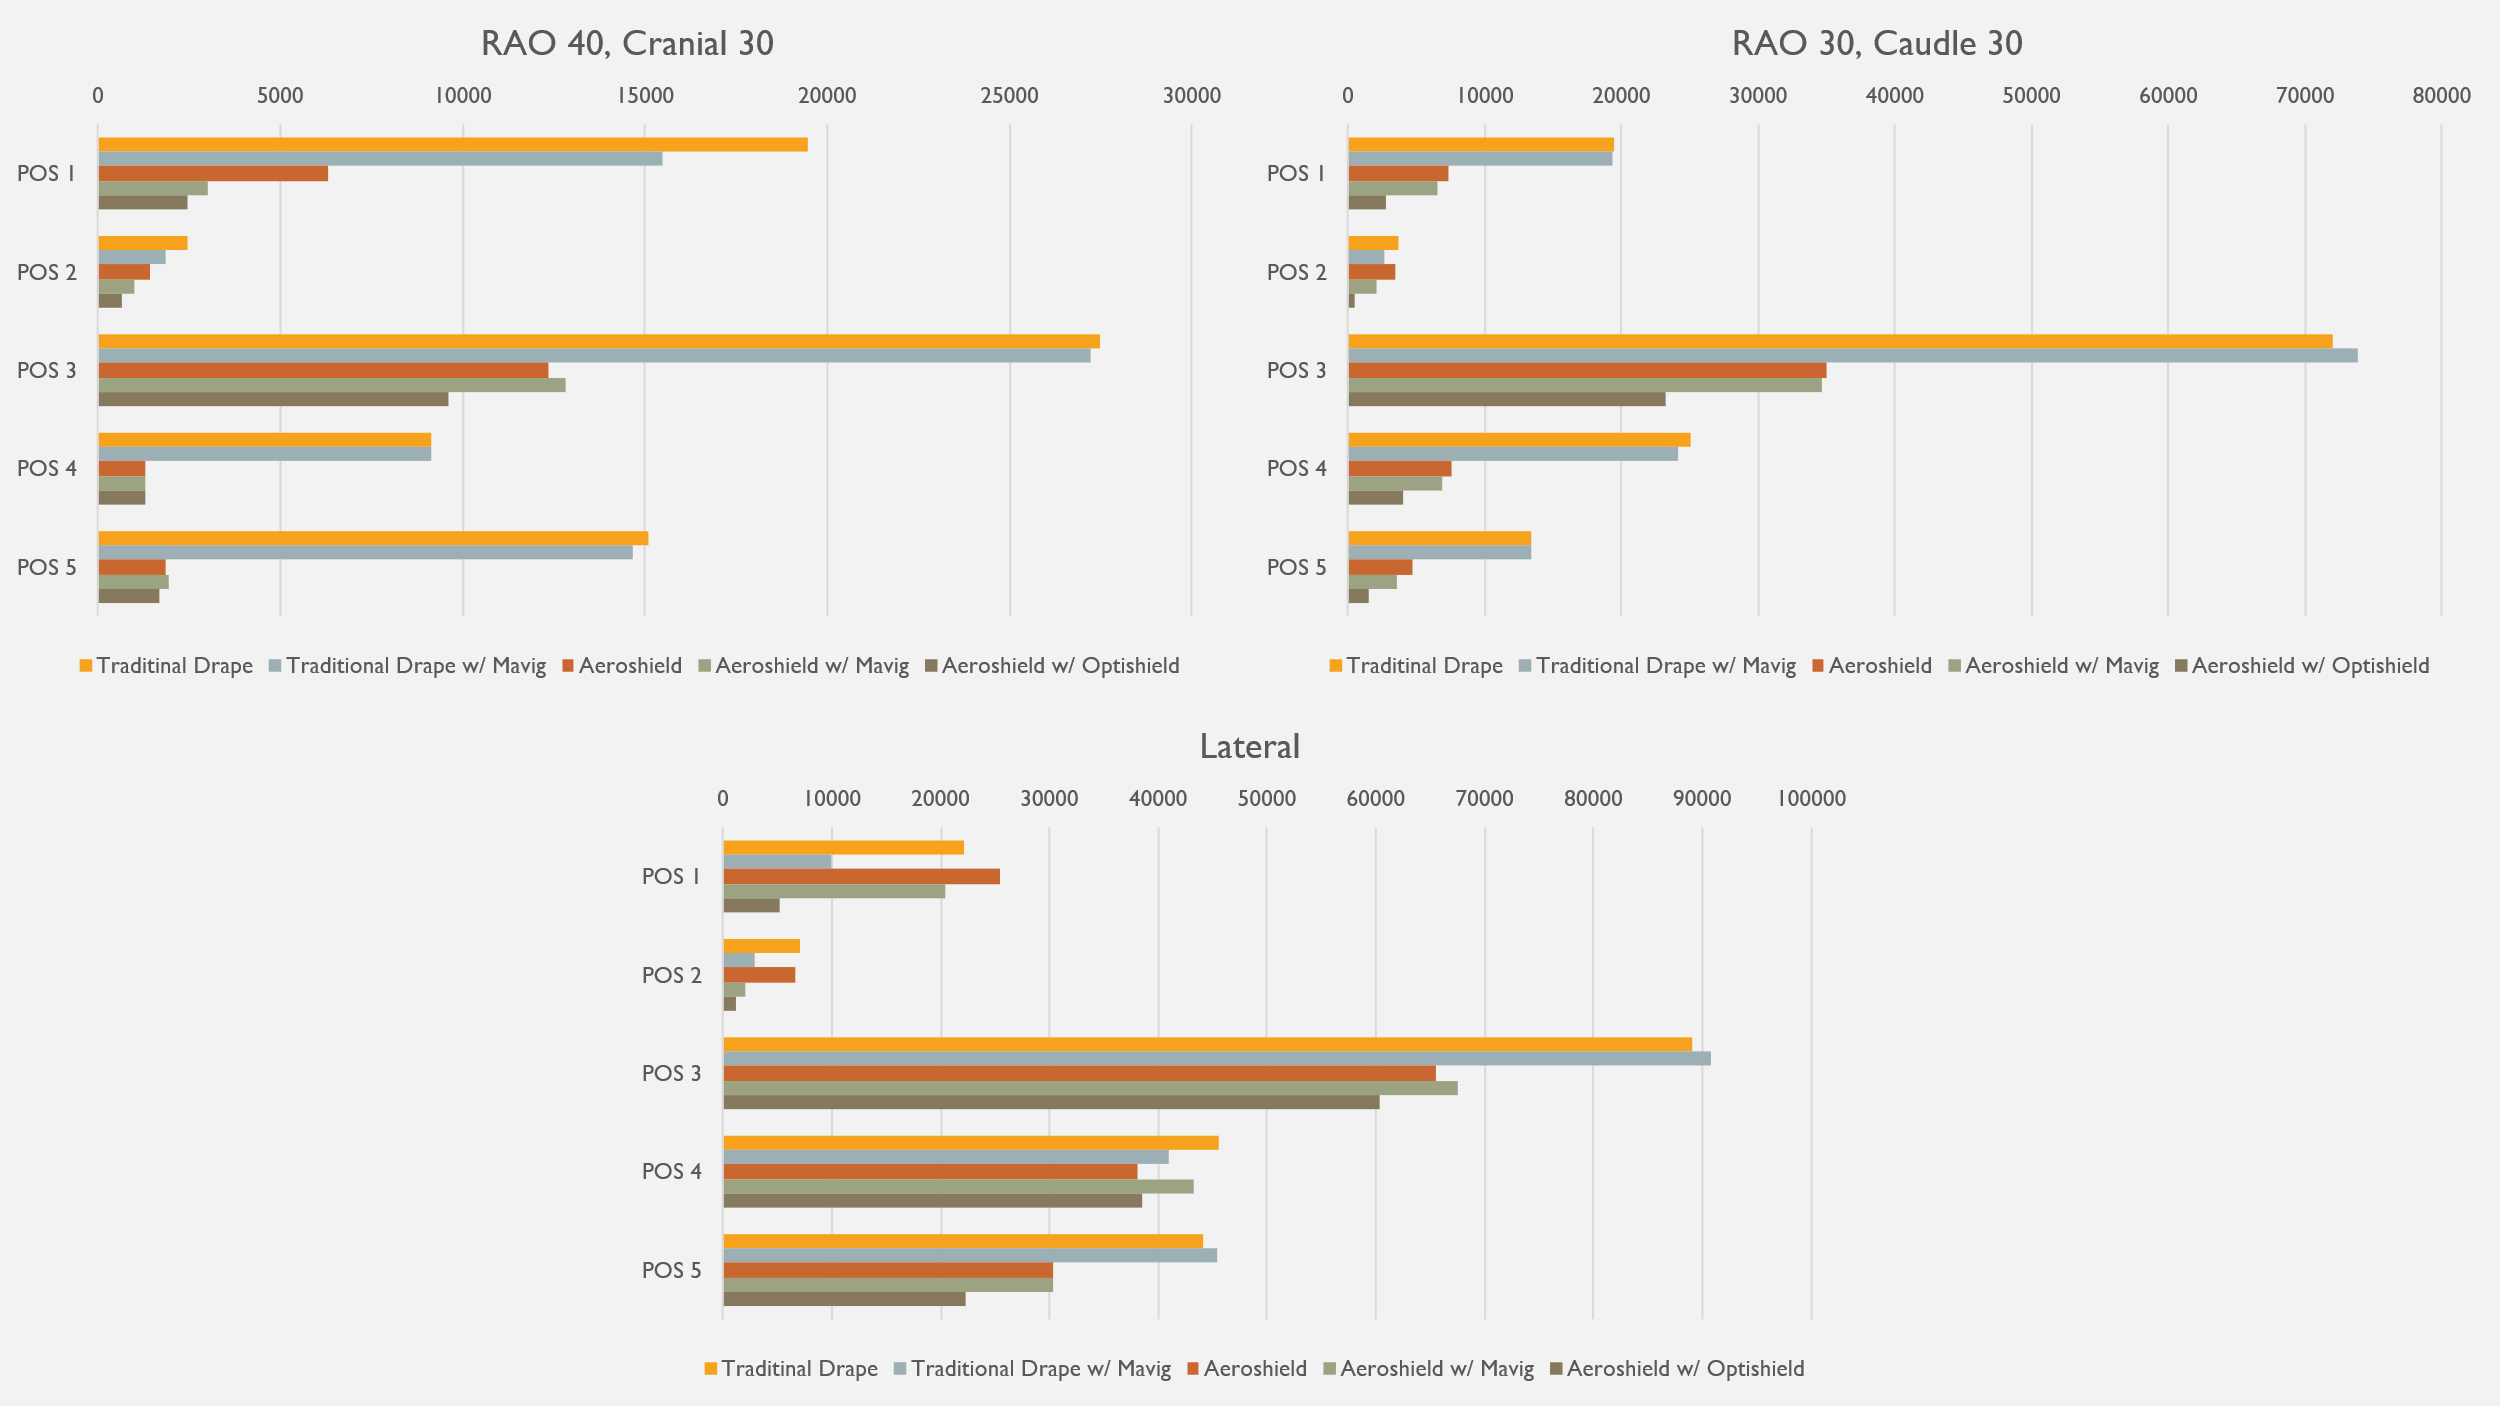 RAO 40, Cranial 30
0 5000 10000 15000 20000 25000 30000
POS 1
POS 2
POS 3
POS 4
POS 5
Traditinal Drape Traditional Drape w/ Mavig Aeroshield Aeroshield w/ Mavig Aeroshield w/ Optishield
RAO 30, Caudle 30
0 10000 20000 30000 40000 50000 60000 70000 80000
POS 1
POS 2
POS 3
POS 4
POS 5
Traditinal Drape Traditional Drape w/ Mavig Aeroshield Aeroshield w/ Mavig Aeroshield w/ Optishield
Lateral
0 10000 20000 30000 40000 50000 60000 70000 80000 90000 100000
POS 1
POS 2
POS 3
POS 4
POS 5
Traditinal Drape Traditional Drape w/ Mavig Aeroshield Aeroshield w/ Mavig Aeroshield w/ Optishield